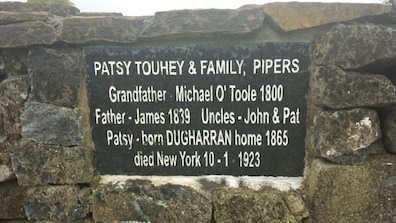 PATSY TOUHEY & FAMILY, PIPERS
Grandfather - Michael O'Toole 1800
Father - James 1839 Uncles - John & Pat
Patsy - born DUGHARRAN home 1865
died New York 10 - 1 - 1923